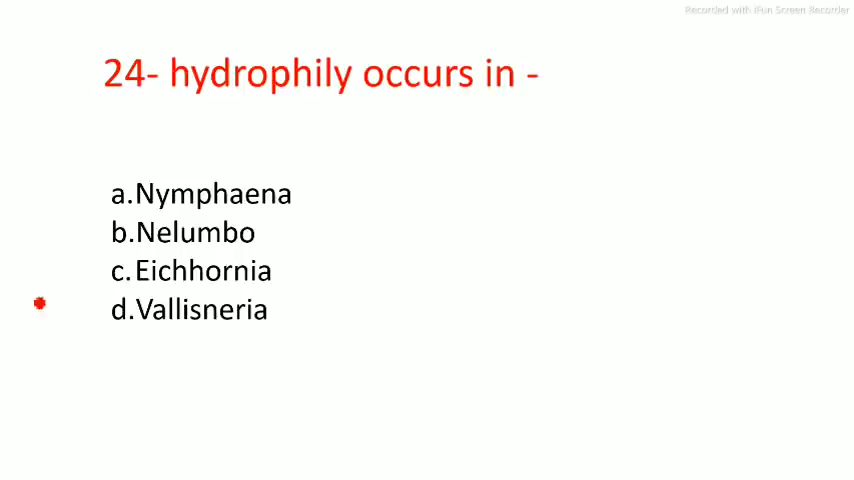 Recorded with iFun Screen Recorder
24- hydrophily occurs in -
a.Nymphaena
b.Nelumbo
c.Eichhornia
d.Vallisneria